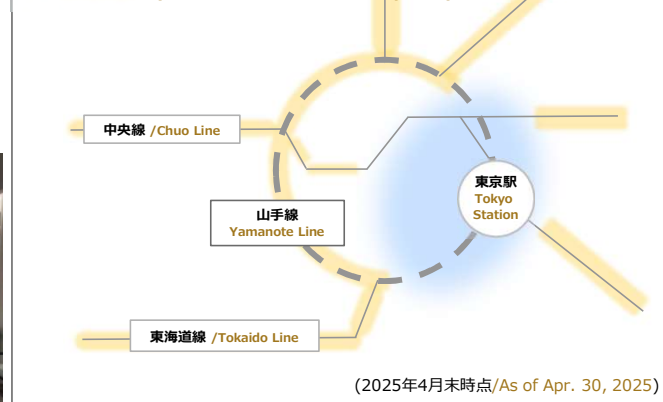 中央線 /Chuo Line
東京駅
Tokyo
Station
山手線
Yamanote Line
東海道線 /Tokaido Line
(2025年4月末時点/As of Apr. 30, 2025)